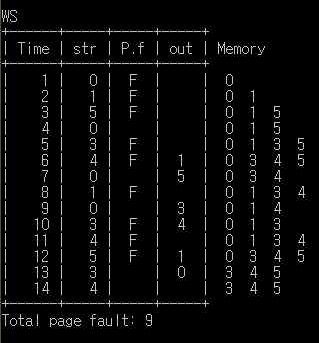 WS
| Time | str | P.f | out | Memory
| 1 | 0 | F | | 0
| 2 | 1 | F | | 0 1
| 3 | 5 | F | | 0 1 5
| 4 | 0 | | | 0 1 5
| 5 | 3 | F | | 0 1 3 5
| 6 | 4 | F | 1 | 0 3 4 5
| 7 | 0 | | 5 | 0 3 4
| 8 | 1 | F | | 0 1 3 4
| 9 | 0 | | 3 | 0 1 4
| 10 | 3 | F | 4 | 0 1 3
| 11 | 4 | F | | 0 1 3 4
| 12 | 5 | F | 1 | 0 3 4 5
| 13 | 3 | | 0 | 3 4 5
| 14 | 4 | | | 3 4 5
Total page fault: 9